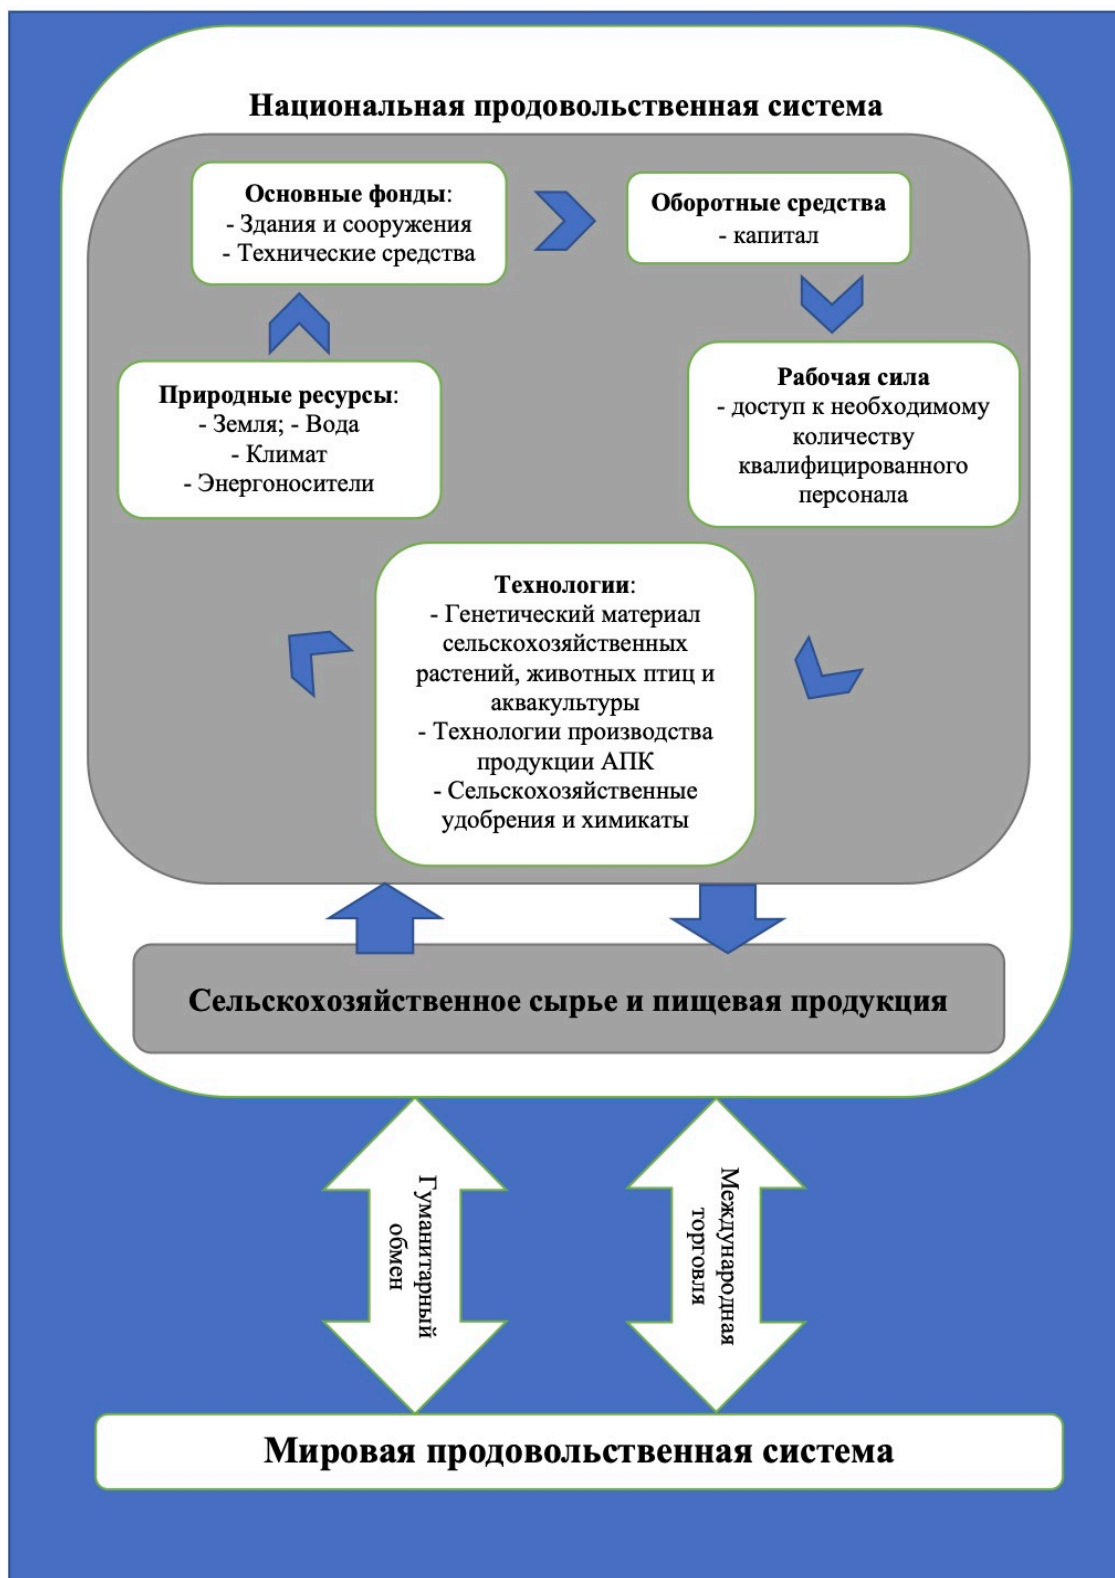 Национальная продовольственная система
Основные фонды:
- Здания и сооружения
- Технические средства
Оборотные средства
- капитал
Природные ресурсы:
- Земля; - Вода
- Климат
- Энергоносители
Рабочая сила
- доступ к необходимому
количеству
квалифицированного
персонала
Технологии:
- Генетический материал
сельскохозяйственных
растений, животных птиц и
аквакультуры
- Технологии производства
продукции АПК
- Сельскохозяйственные
удобрения и химикаты
Сельскохозяйственное сырье и пищевая продукция
Гуманитарный
обмен
Международная
торговля
Мировая продовольственная система